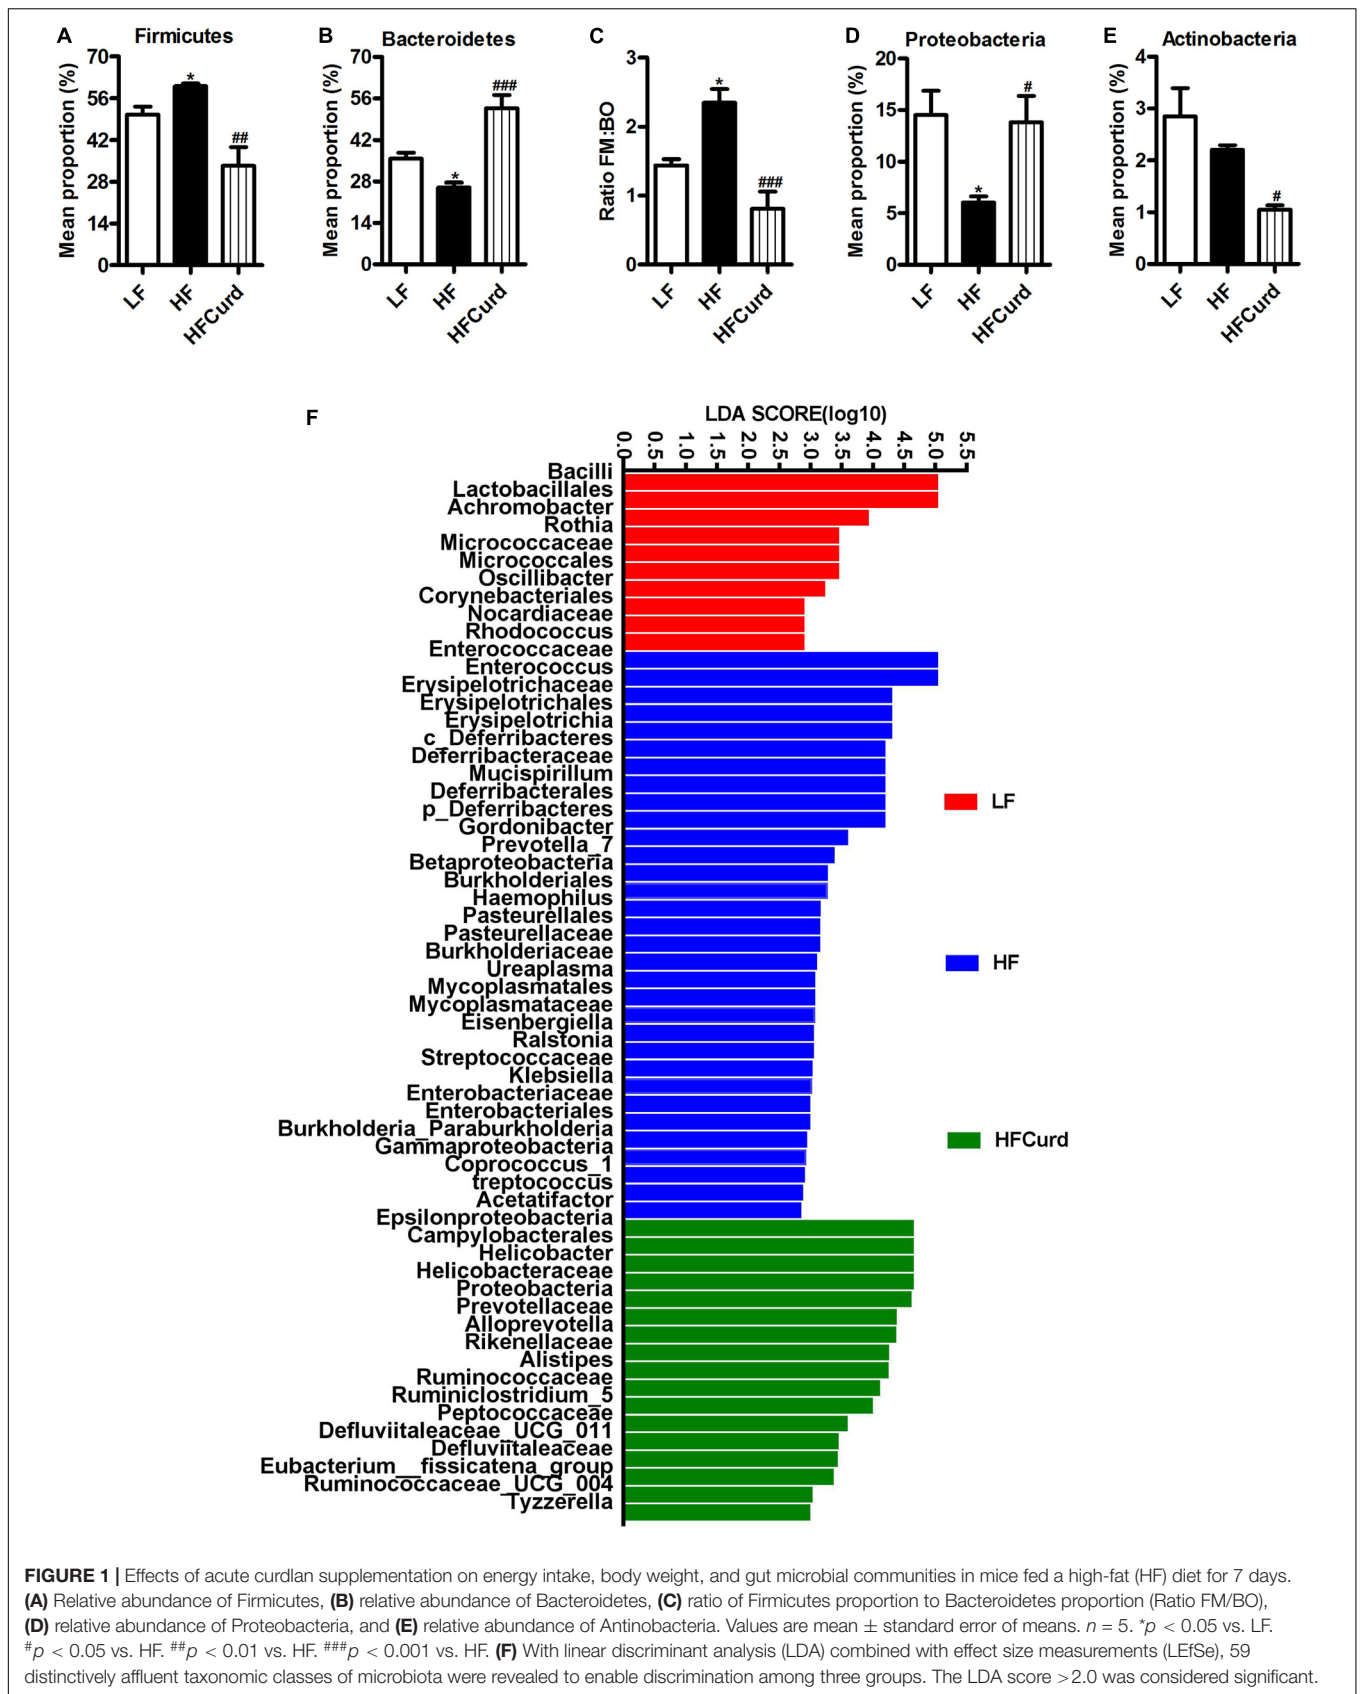 A Firmicutes
Mean proportion (%)
70
56
42
28
14
0
*
##
LF
HF
HFCurd
B Bacteroidetes
Mean proportion (%)
70
56
42
28
14
0
*
###
LF
HF
HFCurd
C
Ratio FM:BO
3
2
1
0
*
###
LF
HF
HFCurd
D Proteobacteria
Mean proportion (%)
20
15
10
5
0
*
#
LF
HF
HFCurd
E Actinobacteria
Mean proportion (%)
4
3
2
1
0
#
LF
HF
HFCurd
F
LDA SCORE(log10)
0.0 0.5 1.0 1.5 2.0 2.5 3.0 3.5 4.0 4.5 5.0 5.5
Bacilli
Lactobacillales
Achromobacter
Rothia
Micrococcaceae
Micrococcales
Oscillibacter
Corynebacteriales
Nocardiaceae
Rhodococcus
Enterococcaceae
Enterococcus
Erysipelotrichaceae
Erysipelotrichales
Erysipelotrichia
c_Deferribacteres
Deferribacteraceae
Mucispirillum
Deferribacterales
p_Deferribacteres
Gordonibacter
Prevotella_7
Betaproteobacteria
Burkholderiales
Haemophilus
Pasteurellales
Pasteurellaceae
Burkholderiaceae
Ureaplasma
Mycoplasmatales
Mycoplasmataceae
Eisenbergiella
Ralstonia
Streptococcaceae
Klebsiella
Enterobacteriaceae
Enterobacteriales
Burkholderia_Paraburkholderia
Gammaproteobacteria
Coprococcus_1
treptococcus
Acetatifactor
Epsilonproteobacteria
Campylobacterales
Helicobacter
Helicobacteraceae
Proteobacteria
Prevotellaceae
Alloprevotella
Rikenellaceae
Alistipes
Ruminococcaceae
Ruminiclostridium_5
Peptococcaceae
Defluviitaleaceae_UCG_011
Defluviitaleaceae
Eubacterium__fissicatena_group
Ruminococcaceae_UCG_004
Tyzzerella
LF
HF
HFCurd
FIGURE 1 | Effects of acute curdlan supplementation on energy intake, body weight, and gut microbial communities in mice fed a high-fat (HF) diet for 7 days.
(A) Relative abundance of Firmicutes, (B) relative abundance of Bacteroidetes, (C) ratio of Firmicutes proportion to Bacteroidetes proportion (Ratio FM/BO),
(D) relative abundance of Proteobacteria, and (E) relative abundance of Antinobacteria. Values are mean ± standard error of means. n = 5. *p < 0.05 vs. LF.
#p < 0.05 vs. HF. ##p < 0.01 vs. HF. ###p < 0.001 vs. HF. (F) With linear discriminant analysis (LDA) combined with effect size measurements (LEfSe), 59
distinctively affluent taxonomic classes of microbiota were revealed to enable discrimination among three groups. The LDA score >2.0 was considered significant.